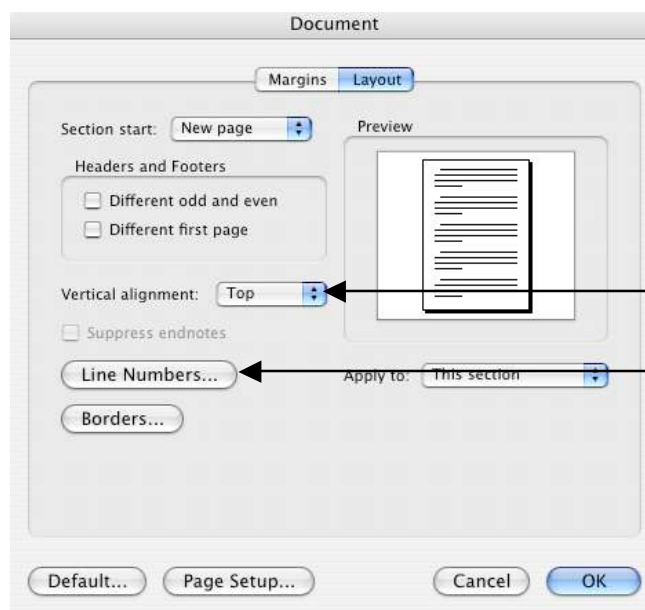 Document
Margins Layout
Section start: New page
Preview
Headers and Footers
Different odd and even
Different first page
Vertical alignment: Top
Suppress endnotes
Line Numbers...
Apply to: This section
Borders...
Default... Page Setup... Cancel OK